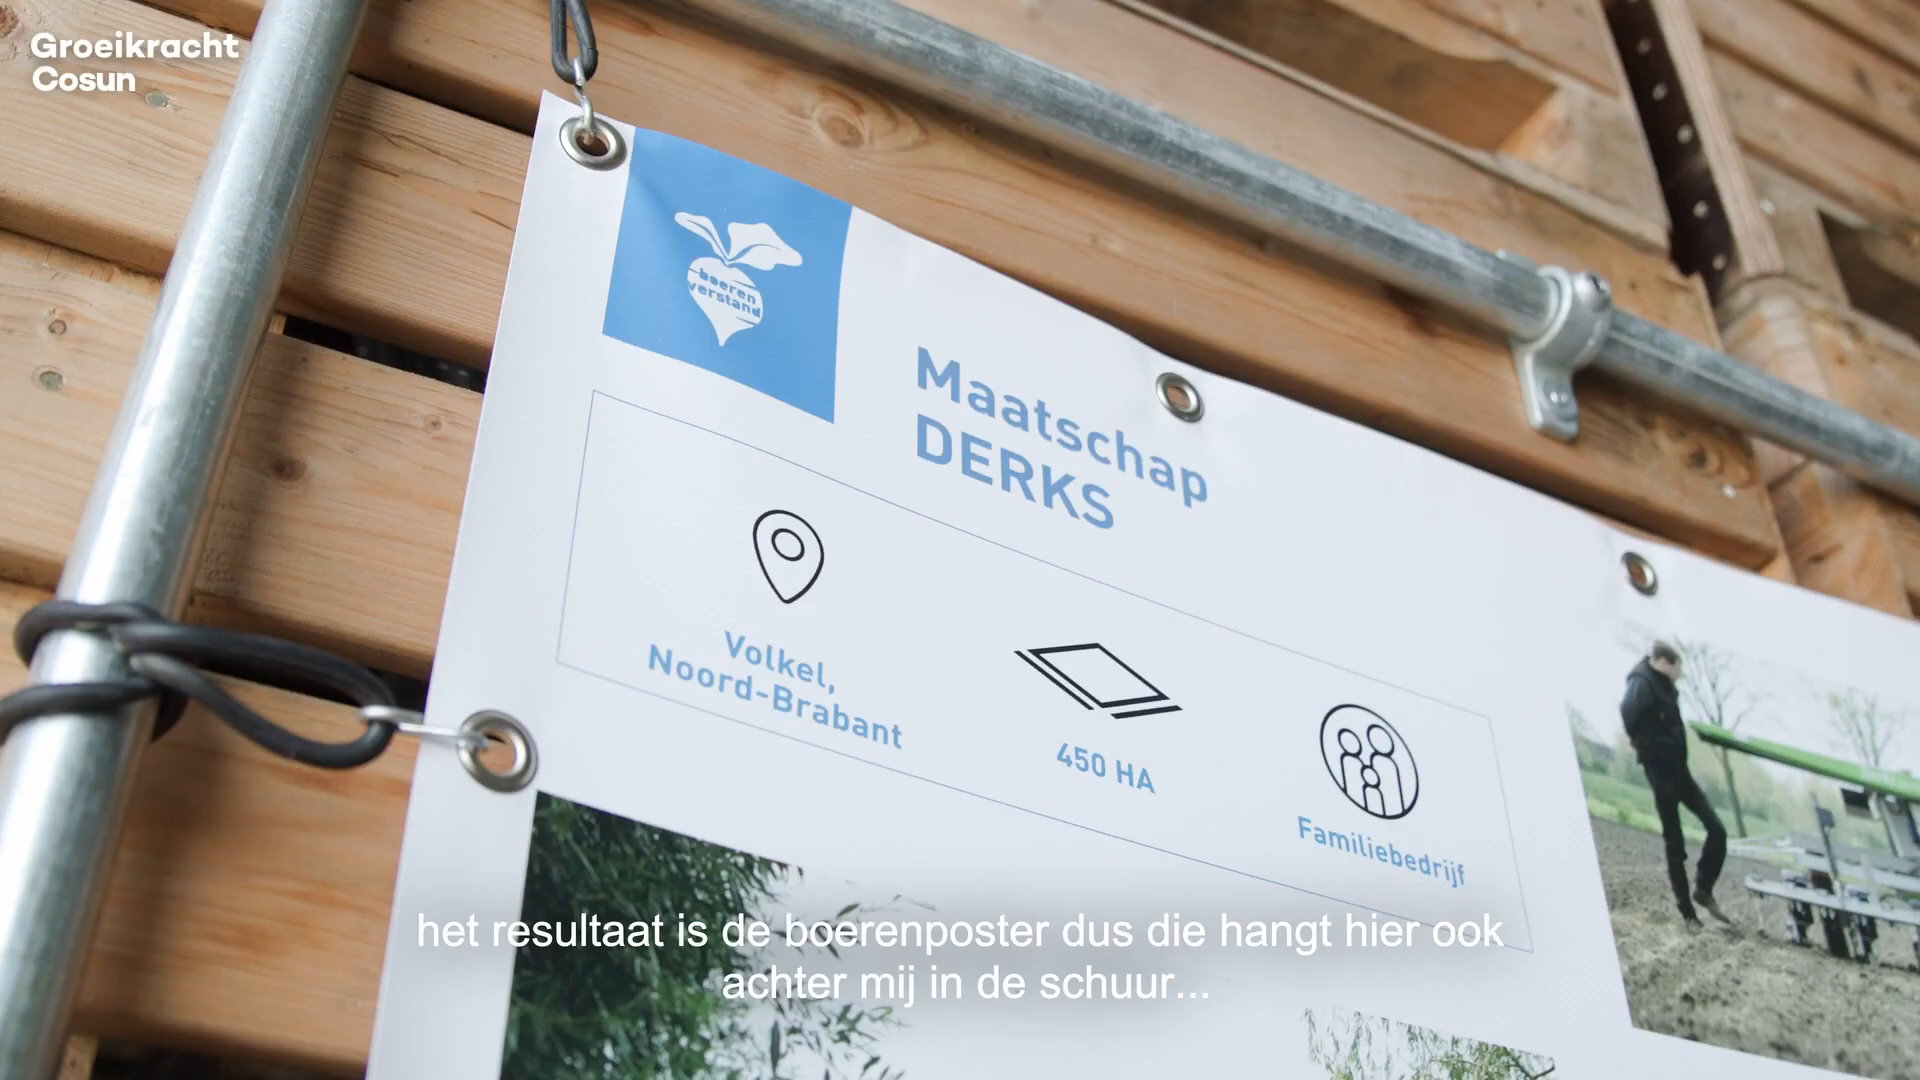 Groeikracht
Cosun
boeren
verstand
Maatschap
DERKS
Volkel,
Noord-Brabant
450 HA
Familiebedrijf
het resultaat is de boerenposter dus die hangt hier ook
achter mij in de schuur...